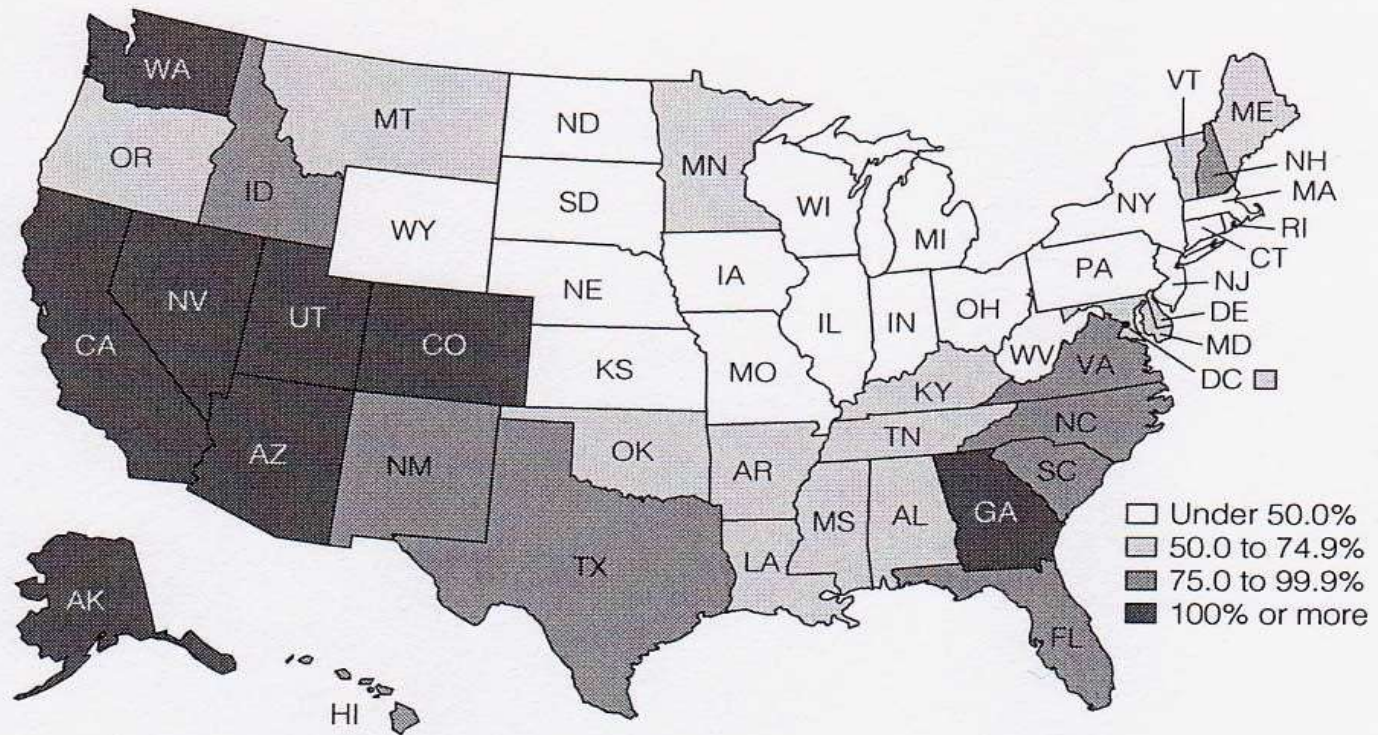 WA
MT
ND
MN
VT
ME
OR
ID
SD
WI
NY
NH
MA
WY
MI
RI
CT
IA
PA
NJ
NE
NV
UT
CO
IL
IN
OH
DE
MD
CA
KS
MO
WV
VA
DC
KY
AZ
NM
OK
AR
TN
NC
SC
MS
AL
GA
TX
LA
AK
FL
HI
Under 50.0%
50.0 to 74.9%
75.0 to 99.9%
100% or more